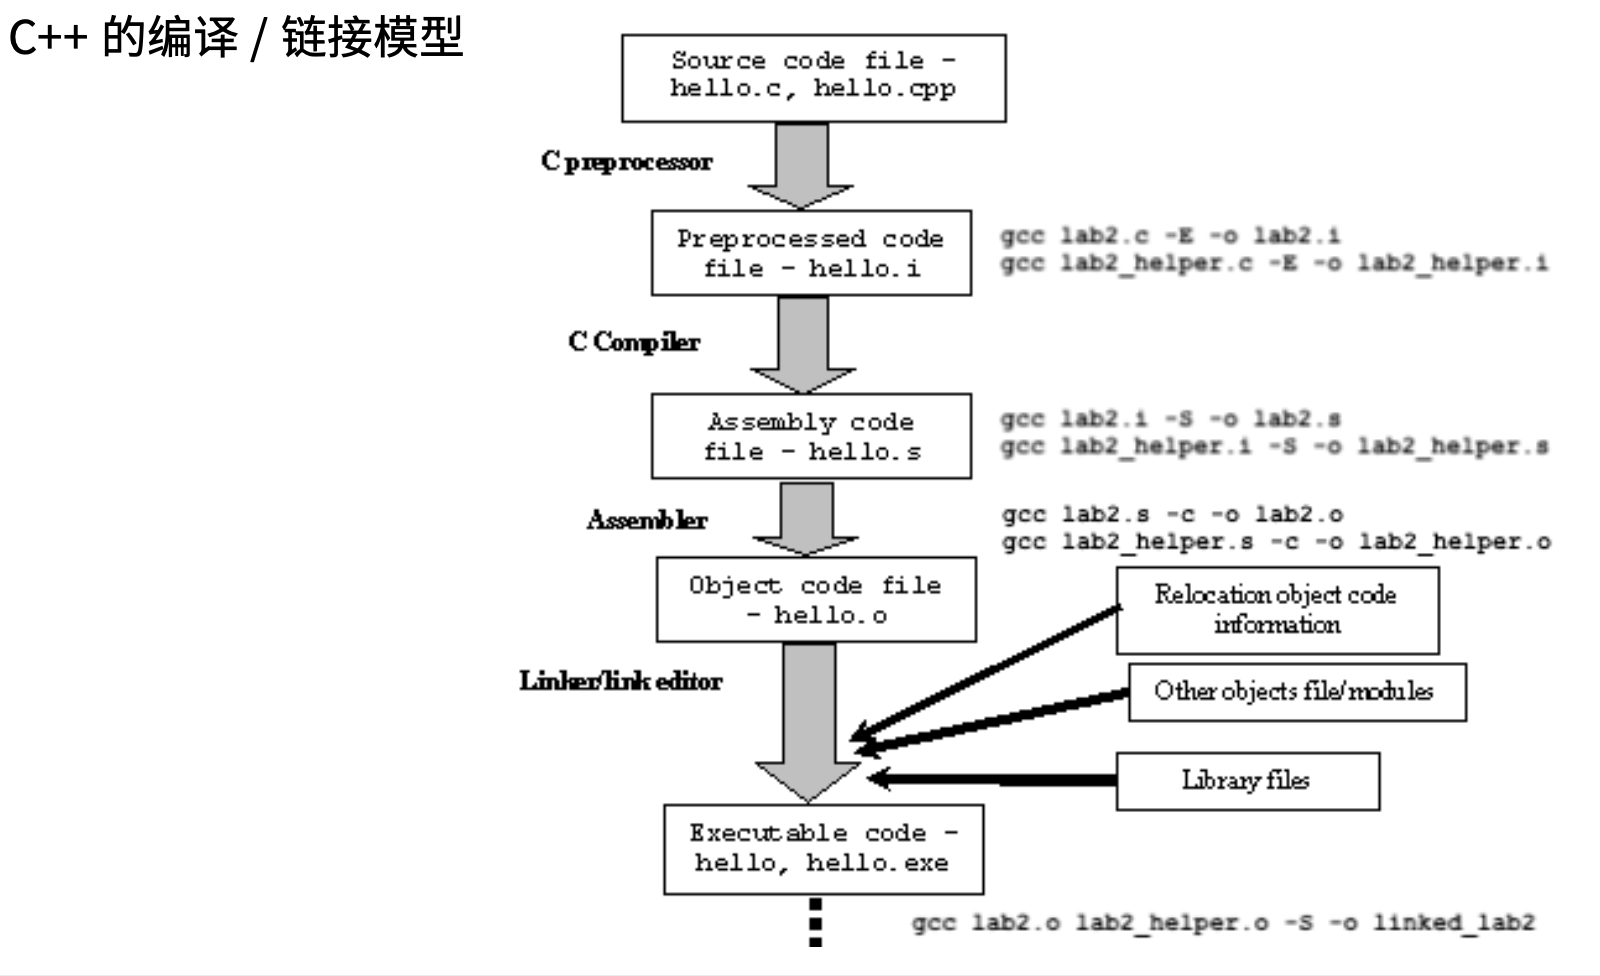 C++ 的编译 / 链接模型
Source code file -
hello.c, hello.cpp
C preprocessor
Preprocessed code
file - hello.i
gcc lab2.c -E -o lab2.i
gcc lab2_helper.c -E -o lab2_helper.i
C Compiler
Assembly code
file - hello.s
gcc lab2.i -S -o lab2.s
gcc lab2_helper.i -S -o lab2_helper.s
Assembler
gcc lab2.s -c -o lab2.o
gcc lab2_helper.s -c -o lab2_helper.o
Object code file
- hello.o
Relocation object code
information
Linker/link editor
Other objects file/modules
Library files
Executable code -
hello, hello.exe
gcc lab2.o lab2_helper.o -S -o linked_lab2